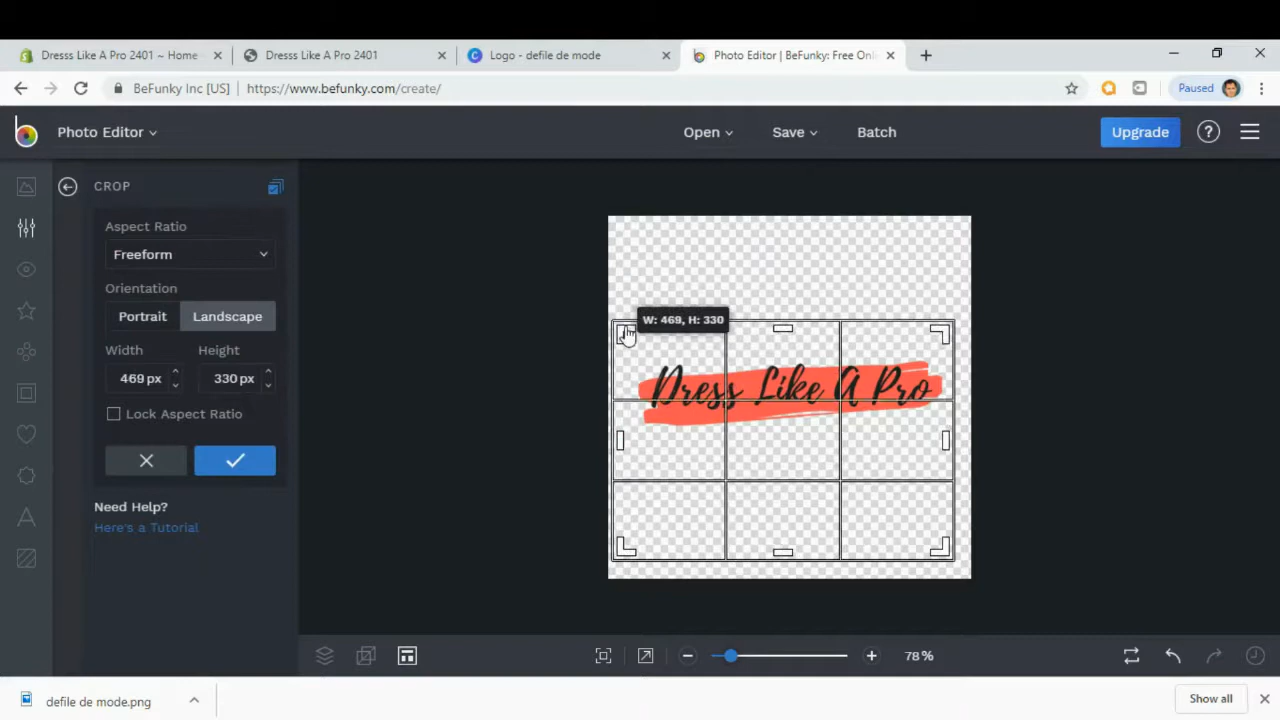 Dresss Like A Pro 2401 ~ Home
Dresss Like A Pro 2401
Logo - defile de mode
Photo Editor | BeFunky: Free Onli
BeFunky Inc [US]
https://www.befunky.com/create/
Paused
Photo Editor
Open
Save
Batch
Upgrade
?
CROP
Aspect Ratio
Freeform
Orientation
Portrait
Landscape
Width
Height
469 px
330 px
Lock Aspect Ratio
Need Help?
Here's a Tutorial
W: 469, H: 330
Dress Like A Pro
78 %
defile de mode.png
Show all